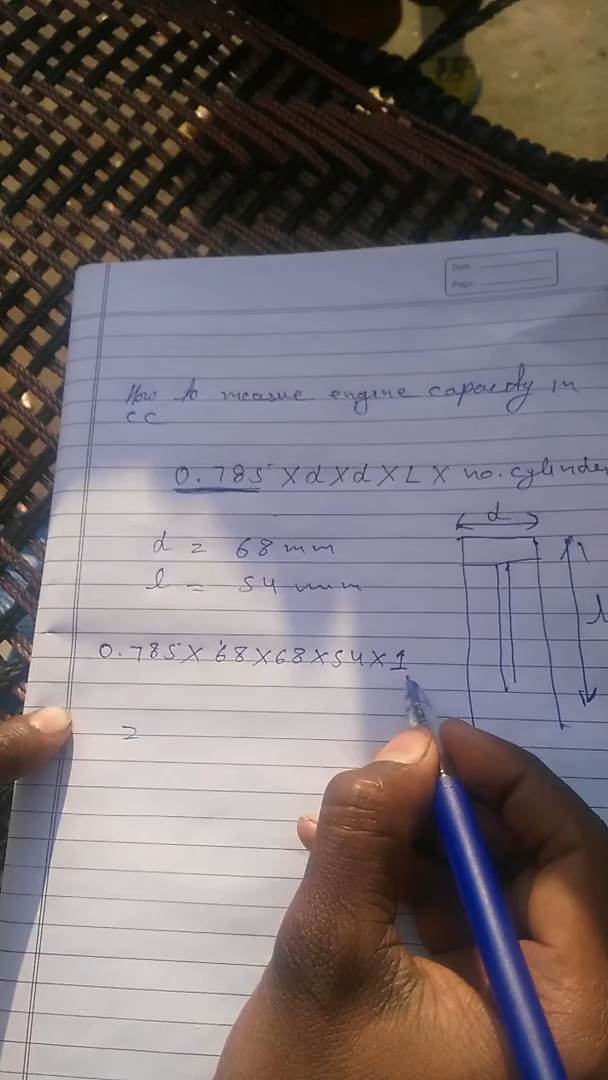 Date
Page
How to measue engine capacity in
cc
0.785 X d X d X L X no. cylinder
d
d = 68 mm
l = 54 mm
l
0.785 X 68 X 68 X 54 X 1
=